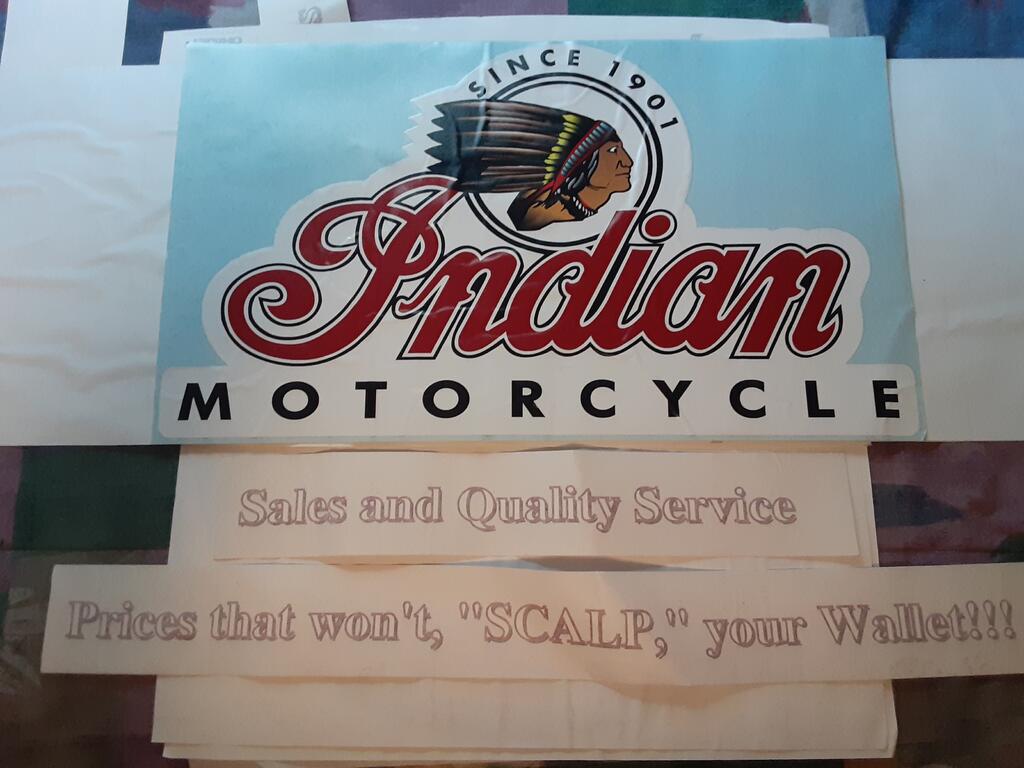 SINCE 1901
Indian
MOTORCYCLE
Sales and Quality Service
Prices that won't, "SCALP," your Wallet!!!